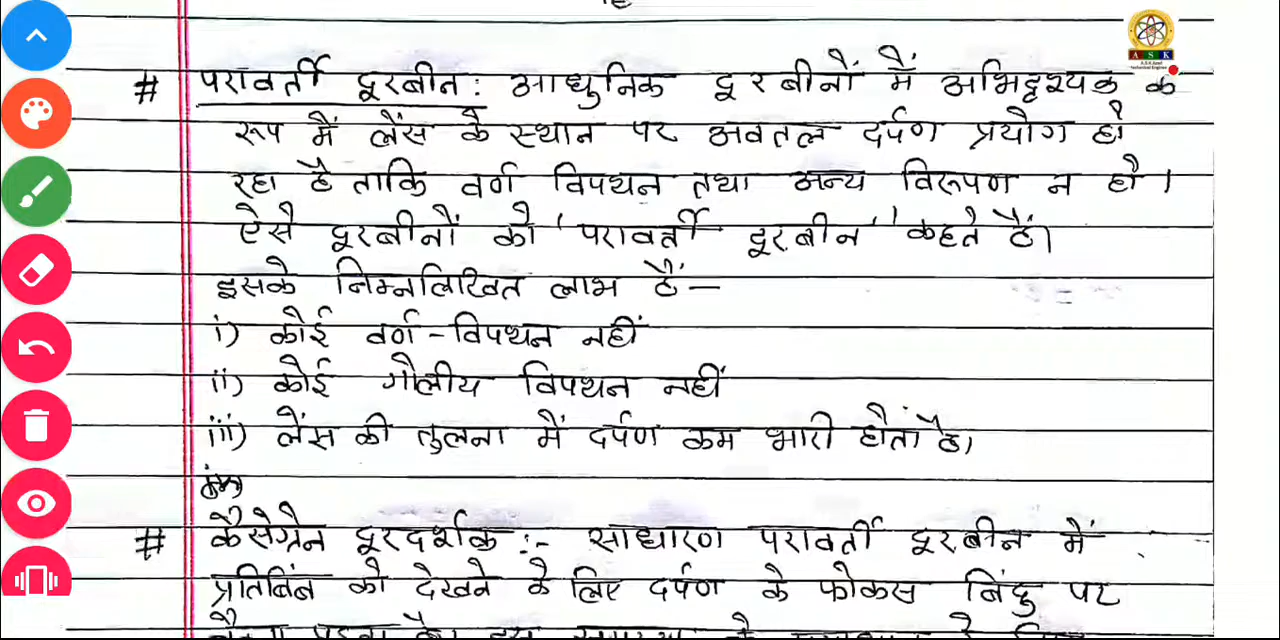 # परावर्ती दूरबीन: आधुनिक दूरबीनों में अभिदृश्यक के
रूप में लेंस के स्थान पर अवतल दर्पण प्रयोग हो
रहा है ताकि वर्ण विपथन तथा अन्य विरूपण न हो।
ऐसे दूरबीनों को 'परावर्ती दूरबीन' कहते हैं।
इसके निम्नलिखित लाभ हैं—
i) कोई वर्ण-विपथन नहीं
ii) कोई गोलीय विपथन नहीं
iii) लेंस की तुलना में दर्पण कम भारी होता है।
# कैसेग्रेन दूरदर्शक:- साधारण परावर्ती दूरबीन में
प्रतिबिंब को देखने के लिए दर्पण के फोकस बिंदु पर
ASK